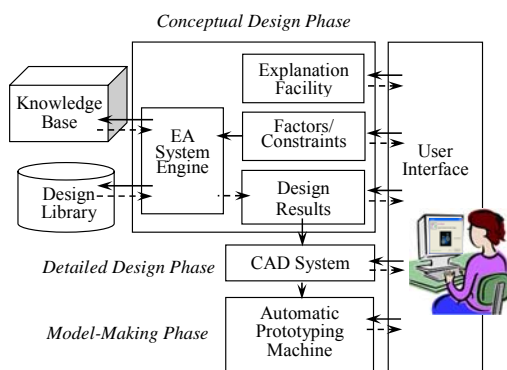 Conceptual Design Phase
Explanation
Facility
Knowledge
Base
EA
System
Engine
Factors/
Constraints
User
Interface
Design
Library
Design
Results
Detailed Design Phase
CAD System
Model-Making Phase
Automatic
Prototyping
Machine